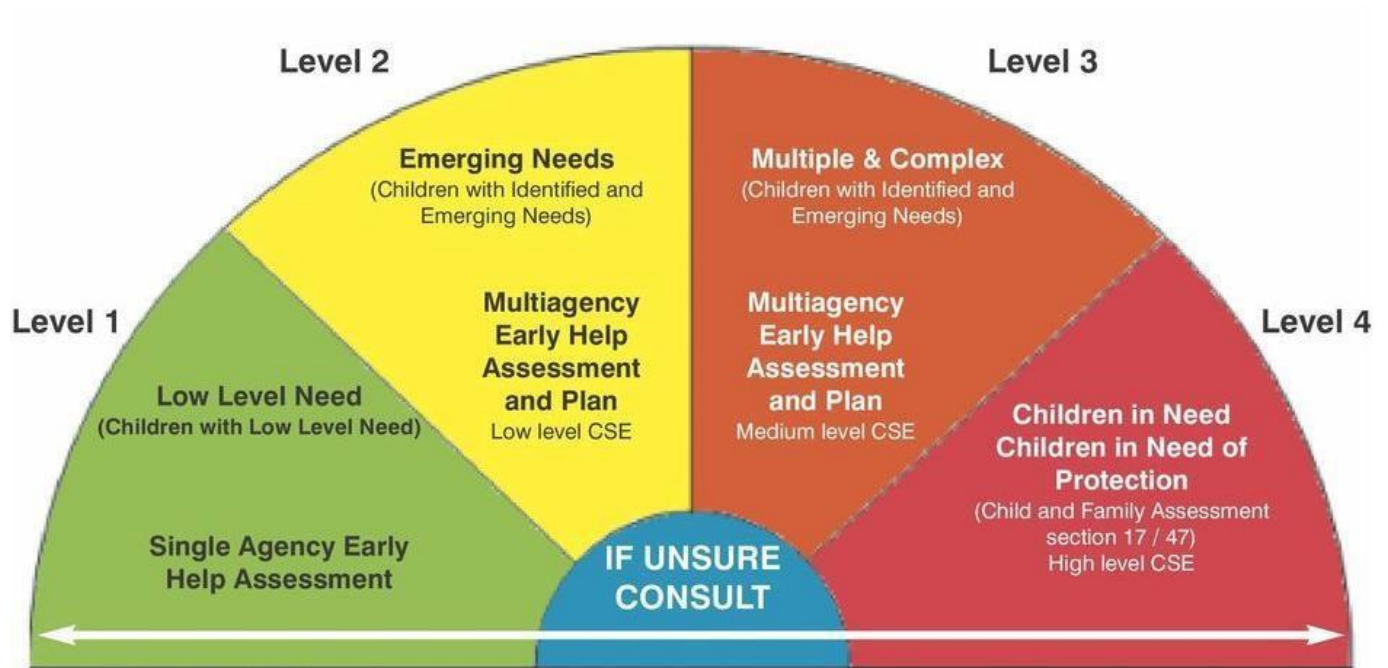 Level 1
Low Level Need
(Children with Low Level Need)
Single Agency Early
Help Assessment
Level 2
Emerging Needs
(Children with Identified and
Emerging Needs)
Multiagency
Early Help
Assessment
and Plan
Low level CSE
Level 3
Multiple & Complex
(Children with Identified and
Emerging Needs)
Multiagency
Early Help
Assessment
and Plan
Medium level CSE
Level 4
Children in Need
Children in Need of
Protection
(Child and Family Assessment
section 17 / 47)
High level CSE
IF UNSURE
CONSULT